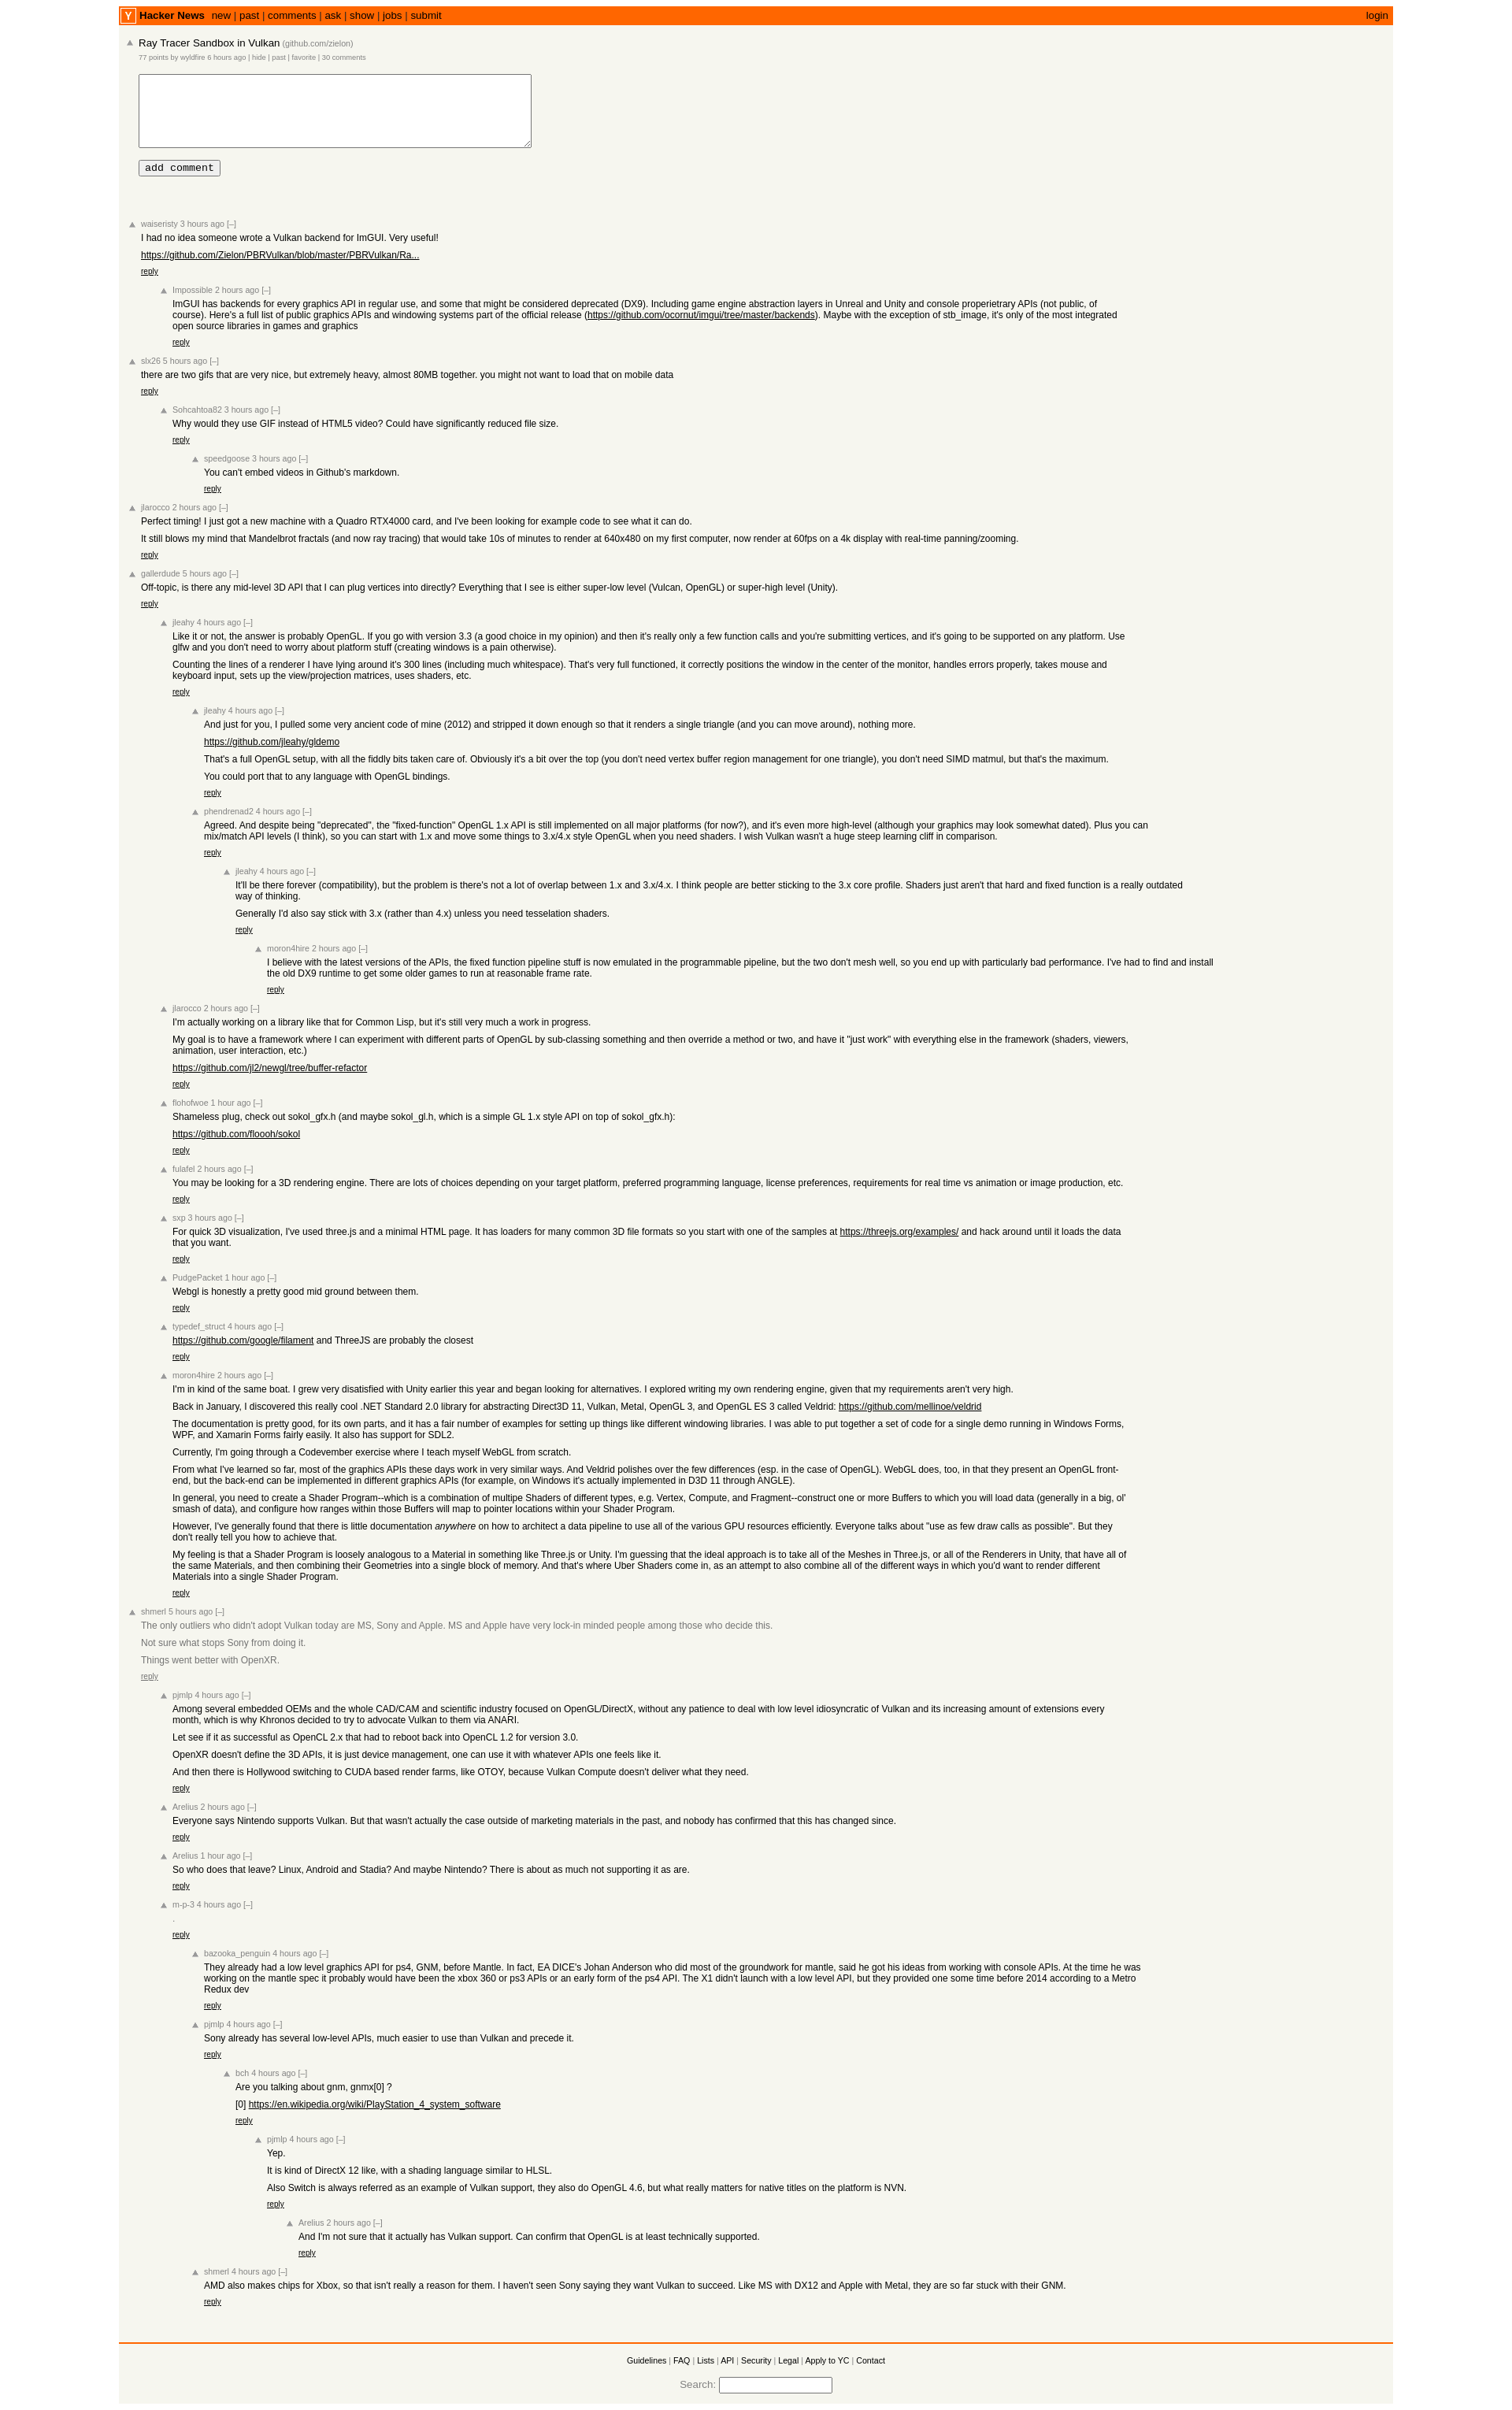 Y Hacker News new | past | comments | ask | show | jobs | submit login
Ray Tracer Sandbox in Vulkan (github.com/zielon)
77 points by wyldfire 6 hours ago | hide | past | favorite | 30 comments
add comment
waiseristy 3 hours ago [–]
I had no idea someone wrote a Vulkan backend for ImGUI. Very useful!
https://github.com/Zielon/PBRVulkan/blob/master/PBRVulkan/Ra...
reply
Impossible 2 hours ago [–]
ImGUI has backends for every graphics API in regular use, and some that might be considered deprecated (DX9). Including game engine abstraction layers in Unreal and Unity and console properietrary APIs (not public, of
course). Here's a full list of public graphics APIs and windowing systems part of the official release (https://github.com/ocornut/imgui/tree/master/backends). Maybe with the exception of stb_image, it's only of the most integrated
open source libraries in games and graphics
reply
slx26 5 hours ago [–]
there are two gifs that are very nice, but extremely heavy, almost 80MB together. you might not want to load that on mobile data
reply
Sohcahtoa82 3 hours ago [–]
Why would they use GIF instead of HTML5 video? Could have significantly reduced file size.
reply
speedgoose 3 hours ago [–]
You can't embed videos in Github's markdown.
reply
jlarocco 2 hours ago [–]
Perfect timing! I just got a new machine with a Quadro RTX4000 card, and I've been looking for example code to see what it can do.
It still blows my mind that Mandelbrot fractals (and now ray tracing) that would take 10s of minutes to render at 640x480 on my first computer, now render at 60fps on a 4k display with real-time panning/zooming.
reply
gallerdude 5 hours ago [–]
Off-topic, is there any mid-level 3D API that I can plug vertices into directly? Everything that I see is either super-low level (Vulcan, OpenGL) or super-high level (Unity).
reply
jleahy 4 hours ago [–]
Like it or not, the answer is probably OpenGL. If you go with version 3.3 (a good choice in my opinion) and then it's really only a few function calls and you're submitting vertices, and it's going to be supported on any platform. Use
glfw and you don't need to worry about platform stuff (creating windows is a pain otherwise).
Counting the lines of a renderer I have lying around it's 300 lines (including much whitespace). That's very full functioned, it correctly positions the window in the center of the monitor, handles errors properly, takes mouse and
keyboard input, sets up the view/projection matrices, uses shaders, etc.
reply
jleahy 4 hours ago [–]
And just for you, I pulled some very ancient code of mine (2012) and stripped it down enough so that it renders a single triangle (and you can move around), nothing more.
https://github.com/jleahy/gldemo
That's a full OpenGL setup, with all the fiddly bits taken care of. Obviously it's a bit over the top (you don't need vertex buffer region management for one triangle), you don't need SIMD matmul, but that's the maximum.
You could port that to any language with OpenGL bindings.
reply
phendrenad2 4 hours ago [–]
Agreed. And despite being "deprecated", the "fixed-function" OpenGL 1.x API is still implemented on all major platforms (for now?), and it's even more high-level (although your graphics may look somewhat dated). Plus you can
mix/match API levels (I think), so you can start with 1.x and move some things to 3.x/4.x style OpenGL when you need shaders. I wish Vulkan wasn't a huge steep learning cliff in comparison.
reply
jleahy 4 hours ago [–]
It'll be there forever (compatibility), but the problem is there's not a lot of overlap between 1.x and 3.x/4.x. I think people are better sticking to the 3.x core profile. Shaders just aren't that hard and fixed function is a really outdated
way of thinking.
Generally I'd also say stick with 3.x (rather than 4.x) unless you need tesselation shaders.
reply
moron4hire 2 hours ago [–]
I believe with the latest versions of the APIs, the fixed function pipeline stuff is now emulated in the programmable pipeline, but the two don't mesh well, so you end up with particularly bad performance. I've had to find and install
the old DX9 runtime to get some older games to run at reasonable frame rate.
reply
jlarocco 2 hours ago [–]
I'm actually working on a library like that for Common Lisp, but it's still very much a work in progress.
My goal is to have a framework where I can experiment with different parts of OpenGL by sub-classing something and then override a method or two, and have it "just work" with everything else in the framework (shaders, viewers,
animation, user interaction, etc.)
https://github.com/jl2/newgl/tree/buffer-refactor
reply
flohofwoe 1 hour ago [–]
Shameless plug, check out sokol_gfx.h (and maybe sokol_gl.h, which is a simple GL 1.x style API on top of sokol_gfx.h):
https://github.com/floooh/sokol
reply
fulafel 2 hours ago [–]
You may be looking for a 3D rendering engine. There are lots of choices depending on your target platform, preferred programming language, license preferences, requirements for real time vs animation or image production, etc.
reply
sxp 3 hours ago [–]
For quick 3D visualization, I've used three.js and a minimal HTML page. It has loaders for many common 3D file formats so you start with one of the samples at https://threejs.org/examples/ and hack around until it loads the data
that you want.
reply
PudgePacket 1 hour ago [–]
Webgl is honestly a pretty good mid ground between them.
reply
typedef_struct 4 hours ago [–]
https://github.com/google/filament and ThreeJS are probably the closest
reply
moron4hire 2 hours ago [–]
I'm in kind of the same boat. I grew very disatisfied with Unity earlier this year and began looking for alternatives. I explored writing my own rendering engine, given that my requirements aren't very high.
Back in January, I discovered this really cool .NET Standard 2.0 library for abstracting Direct3D 11, Vulkan, Metal, OpenGL 3, and OpenGL ES 3 called Veldrid: https://github.com/mellinoe/veldrid
The documentation is pretty good, for its own parts, and it has a fair number of examples for setting up things like different windowing libraries. I was able to put together a set of code for a single demo running in Windows Forms,
WPF, and Xamarin Forms fairly easily. It also has support for SDL2.
Currently, I'm going through a Codevember exercise where I teach myself WebGL from scratch.
From what I've learned so far, most of the graphics APIs these days work in very similar ways. And Veldrid polishes over the few differences (esp. in the case of OpenGL). WebGL does, too, in that they present an OpenGL front-
end, but the back-end can be implemented in different graphics APIs (for example, on Windows it's actually implemented in D3D 11 through ANGLE).
In general, you need to create a Shader Program--which is a combination of multipe Shaders of different types, e.g. Vertex, Compute, and Fragment--construct one or more Buffers to which you will load data (generally in a big, ol'
smash of data), and configure how ranges within those Buffers will map to pointer locations within your Shader Program.
However, I've generally found that there is little documentation anywhere on how to architect a data pipeline to use all of the various GPU resources efficiently. Everyone talks about "use as few draw calls as possible". But they
don't really tell you how to achieve that.
My feeling is that a Shader Program is loosely analogous to a Material in something like Three.js or Unity. I'm guessing that the ideal approach is to take all of the Meshes in Three.js, or all of the Renderers in Unity, that have all of
the same Materials, and then combining their Geometries into a single block of memory. And that's where Uber Shaders come in, as an attempt to also combine all of the different ways in which you'd want to render different
Materials into a single Shader Program.
reply
shmerl 5 hours ago [–]
The only outliers who didn't adopt Vulkan today are MS, Sony and Apple. MS and Apple have very lock-in minded people among those who decide this.
Not sure what stops Sony from doing it.
Things went better with OpenXR.
reply
pjmlp 4 hours ago [–]
Among several embedded OEMs and the whole CAD/CAM and scientific industry focused on OpenGL/DirectX, without any patience to deal with low level idiosyncratic of Vulkan and its increasing amount of extensions every
month, which is why Khronos decided to try to advocate Vulkan to them via ANARI.
Let see if it as successful as OpenCL 2.x that had to reboot back into OpenCL 1.2 for version 3.0.
OpenXR doesn't define the 3D APIs, it is just device management, one can use it with whatever APIs one feels like it.
And then there is Hollywood switching to CUDA based render farms, like OTOY, because Vulkan Compute doesn't deliver what they need.
reply
Arelius 2 hours ago [–]
Everyone says Nintendo supports Vulkan. But that wasn't actually the case outside of marketing materials in the past, and nobody has confirmed that this has changed since.
reply
Arelius 1 hour ago [–]
So who does that leave? Linux, Android and Stadia? And maybe Nintendo? There is about as much not supporting it as are.
reply
m-p-3 4 hours ago [–]
.
reply
bazooka_penguin 4 hours ago [–]
They already had a low level graphics API for ps4, GNM, before Mantle. In fact, EA DICE's Johan Anderson who did most of the groundwork for mantle, said he got his ideas from working with console APIs. At the time he was
working on the mantle spec it probably would have been the xbox 360 or ps3 APIs or an early form of the ps4 API. The X1 didn't launch with a low level API, but they provided one some time before 2014 according to a Metro
Redux dev
reply
pjmlp 4 hours ago [–]
Sony already has several low-level APIs, much easier to use than Vulkan and precede it.
reply
bch 4 hours ago [–]
Are you talking about gnm, gnmx[0] ?
[0] https://en.wikipedia.org/wiki/PlayStation_4_system_software
reply
pjmlp 4 hours ago [–]
Yep.
It is kind of DirectX 12 like, with a shading language similar to HLSL.
Also Switch is always referred as an example of Vulkan support, they also do OpenGL 4.6, but what really matters for native titles on the platform is NVN.
reply
Arelius 2 hours ago [–]
And I'm not sure that it actually has Vulkan support. Can confirm that OpenGL is at least technically supported.
reply
shmerl 4 hours ago [–]
AMD also makes chips for Xbox, so that isn't really a reason for them. I haven't seen Sony saying they want Vulkan to succeed. Like MS with DX12 and Apple with Metal, they are so far stuck with their GNM.
reply
Guidelines | FAQ | Lists | API | Security | Legal | Apply to YC | Contact
Search: